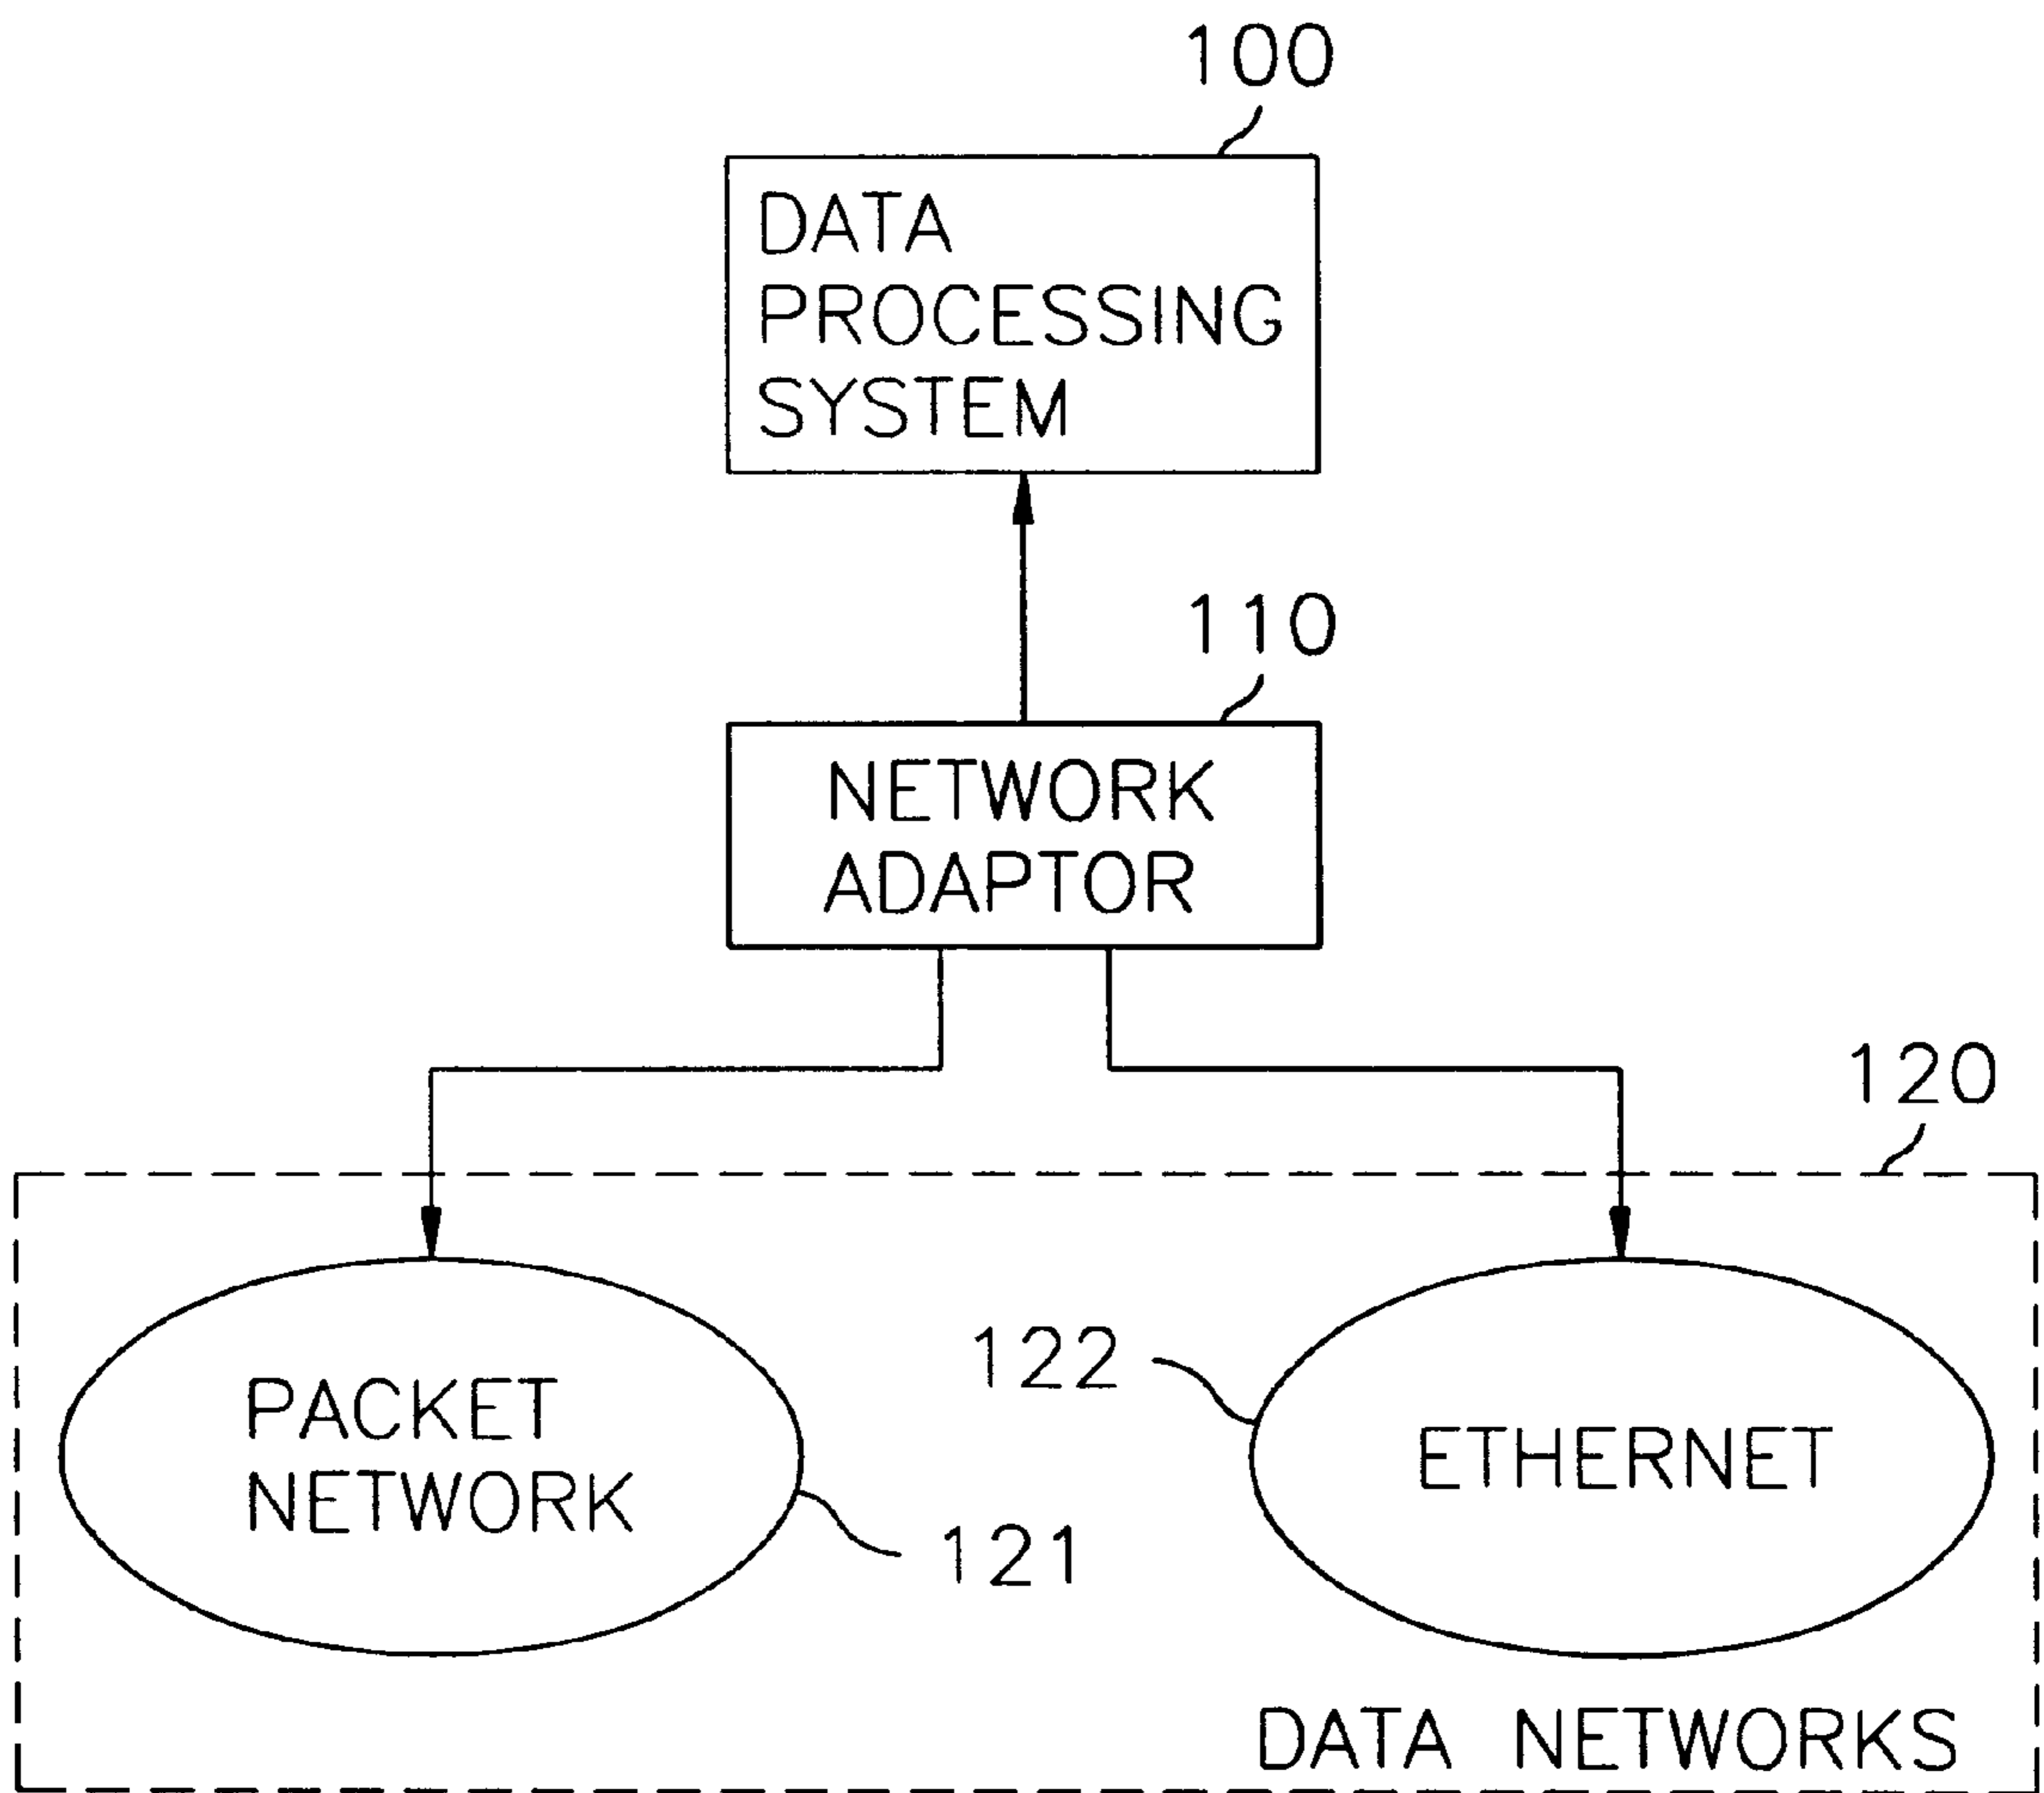 100
DATA
PROCESSING
SYSTEM
110
NETWORK
ADAPTOR
120
PACKET
NETWORK
121
122
ETHERNET
DATA NETWORKS